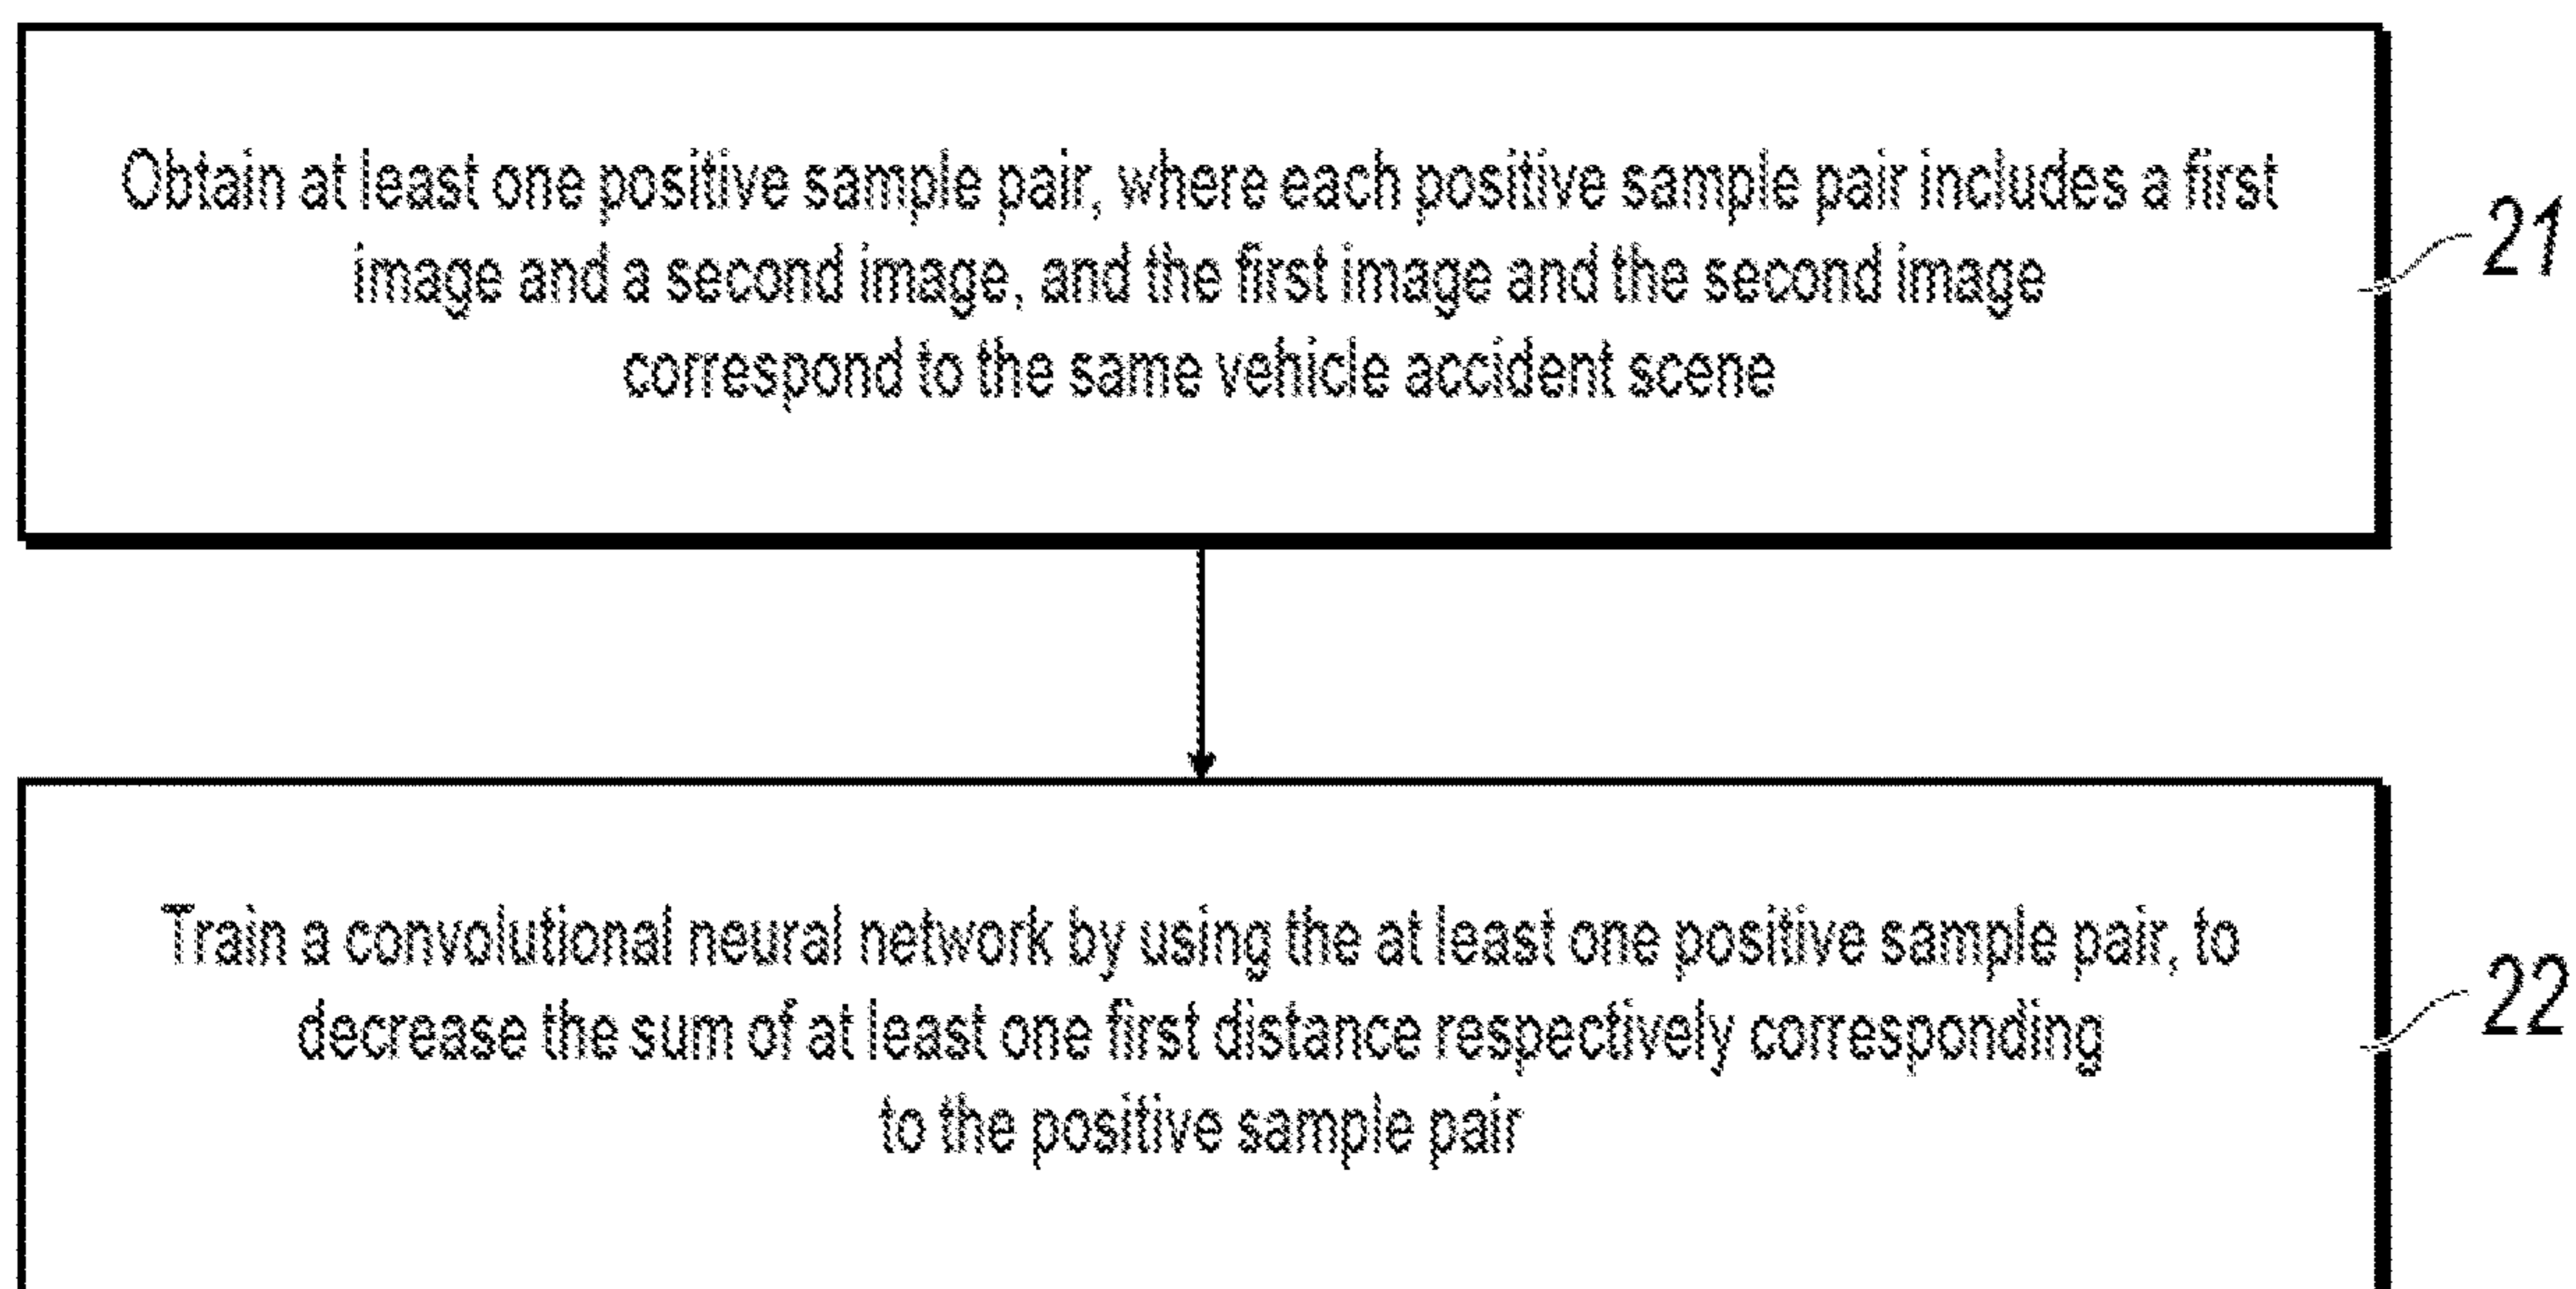 Obtain at least one positive sample pair, where each positive sample pair includes a first
image and a second image, and the first image and the second image
correspond to the same vehicle accident scene
21
Train a convolutional neural network by using the at least one positive sample pair, to
decrease the sum of at least one first distance respectively corresponding
to the positive sample pair
22